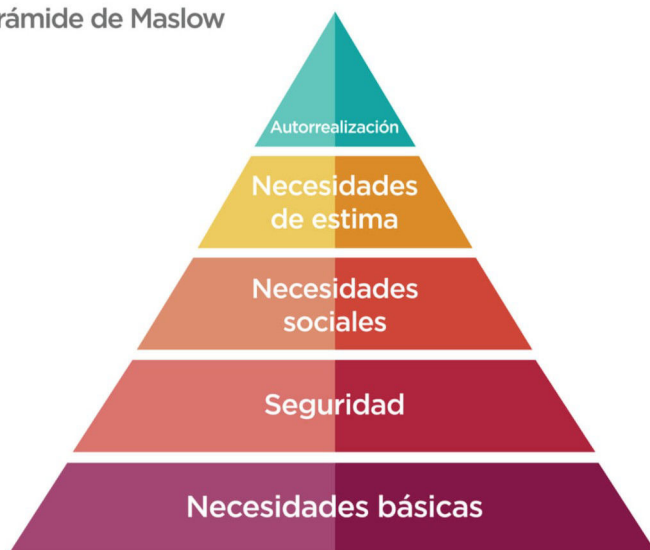 rámide de Maslow
Autorrealización
Necesidades
de estima
Necesidades
sociales
Seguridad
Necesidades básicas